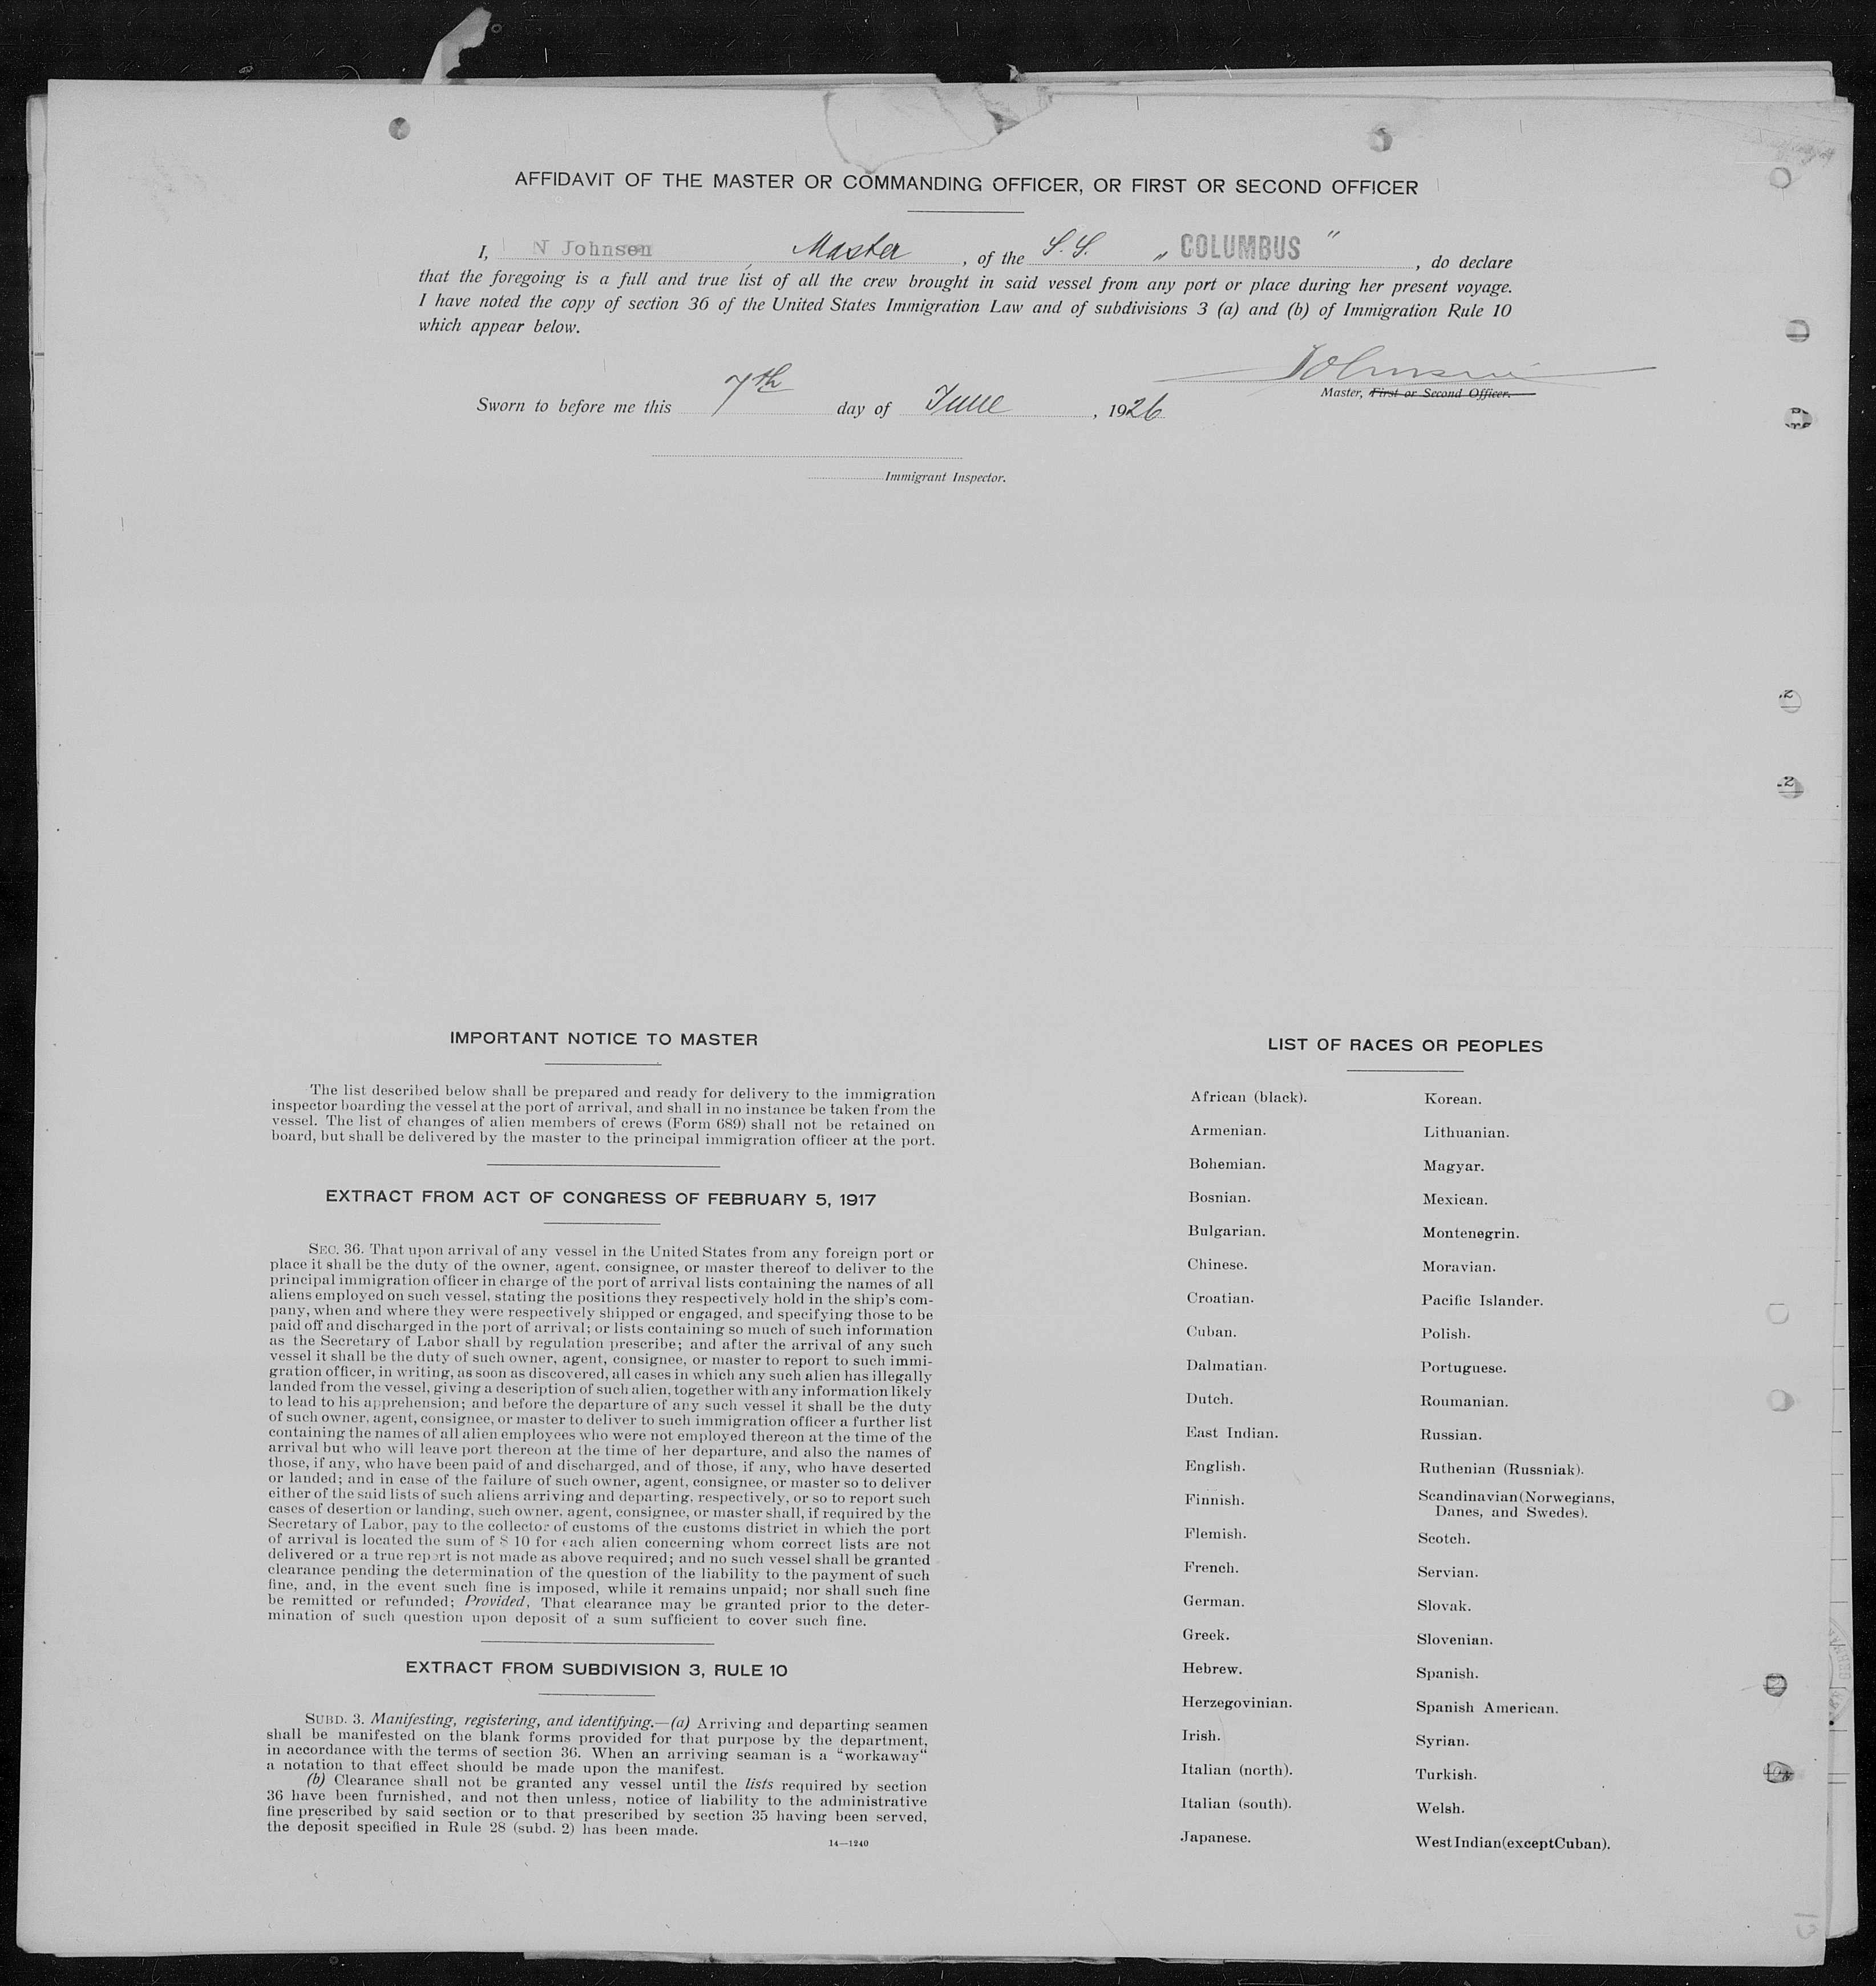 AFFIDAVIT OF THE MASTER OR COMMANDING OFFICER, OR FIRST OR SECOND OFFICER
I, N Johnsen, Master, of the S.S. „ COLUMBUS ", do declare
that the foregoing is a full and true list of all the crew brought in said vessel from any port or place during her present voyage.
I have noted the copy of section 36 of the United States Immigration Law and of subdivisions 3 (a) and (b) of Immigration Rule 10
which appear below.
Johnsen
Master, First or Second Officer.
Sworn to before me this 7th day of June, 1926
Immigrant Inspector.
IMPORTANT NOTICE TO MASTER
The list described below shall be prepared and ready for delivery to the immigration
inspector boarding the vessel at the port of arrival, and shall in no instance be taken from the
vessel. The list of changes of alien members of crews (Form 689) shall not be retained on
board, but shall be delivered by the master to the principal immigration officer at the port.
EXTRACT FROM ACT OF CONGRESS OF FEBRUARY 5, 1917
SEC. 36. That upon arrival of any vessel in the United States from any foreign port or
place it shall be the duty of the owner, agent, consignee, or master thereof to deliver to the
principal immigration officer in charge of the port of arrival lists containing the names of all
aliens employed on such vessel, stating the positions they respectively hold in the ship's com-
pany, when and where they were respectively shipped or engaged, and specifying those to be
paid off and discharged in the port of arrival; or lists containing so much of such information
as the Secretary of Labor shall by regulation prescribe; and after the arrival of any such
vessel it shall be the duty of such owner, agent, consignee, or master to report to such immi-
gration officer, in writing, as soon as discovered, all cases in which any such alien has illegally
landed from the vessel, giving a description of such alien, together with any information likely
to lead to his apprehension; and before the departure of any such vessel it shall be the duty
of such owner, agent, consignee, or master to deliver to such immigration officer a further list
containing the names of all alien employees who were not employed thereon at the time of the
arrival but who will leave port thereon at the time of her departure, and also the names of
those, if any, who have been paid of and discharged, and of those, if any, who have deserted
or landed; and in case of the failure of such owner, agent, consignee, or master so to deliver
either of the said lists of such aliens arriving and departing, respectively, or so to report such
cases of desertion or landing, such owner, agent, consignee, or master shall, if required by the
Secretary of Labor, pay to the collector of customs of the customs district in which the port
of arrival is located the sum of $ 10 for each alien concerning whom correct lists are not
delivered or a true report is not made as above required; and no such vessel shall be granted
clearance pending the determination of the question of the liability to the payment of such
fine, and, in the event such fine is imposed, while it remains unpaid; nor shall such fine
be remitted or refunded; Provided, That clearance may be granted prior to the deter-
mination of such question upon deposit of a sum sufficient to cover such fine.
EXTRACT FROM SUBDIVISION 3, RULE 10
SUBD. 3. Manifesting, registering, and identifying.—(a) Arriving and departing seamen
shall be manifested on the blank forms provided for that purpose by the department,
in accordance with the terms of section 36. When an arriving seaman is a "workaway"
a notation to that effect should be made upon the manifest.
(b) Clearance shall not be granted any vessel until the lists required by section
36 have been furnished, and not then unless, notice of liability to the administrative
fine prescribed by said section or to that prescribed by section 35 having been served,
the deposit specified in Rule 28 (subd. 2) has been made.
14—1240
LIST OF RACES OR PEOPLES
African (black).
Armenian.
Bohemian.
Bosnian.
Bulgarian.
Chinese.
Croatian.
Cuban.
Dalmatian.
Dutch.
East Indian.
English.
Finnish.
Flemish.
French.
German.
Greek.
Hebrew.
Herzegovinian.
Irish.
Italian (north).
Italian (south).
Japanese.
Korean.
Lithuanian.
Magyar.
Mexican.
Montenegrin.
Moravian.
Pacific Islander.
Polish.
Portuguese.
Roumanian.
Russian.
Ruthenian (Russniak).
Scandinavian (Norwegians,
Danes, and Swedes).
Scotch.
Servian.
Slovak.
Slovenian.
Spanish.
Spanish American.
Syrian.
Turkish.
Welsh.
West Indian (except Cuban).